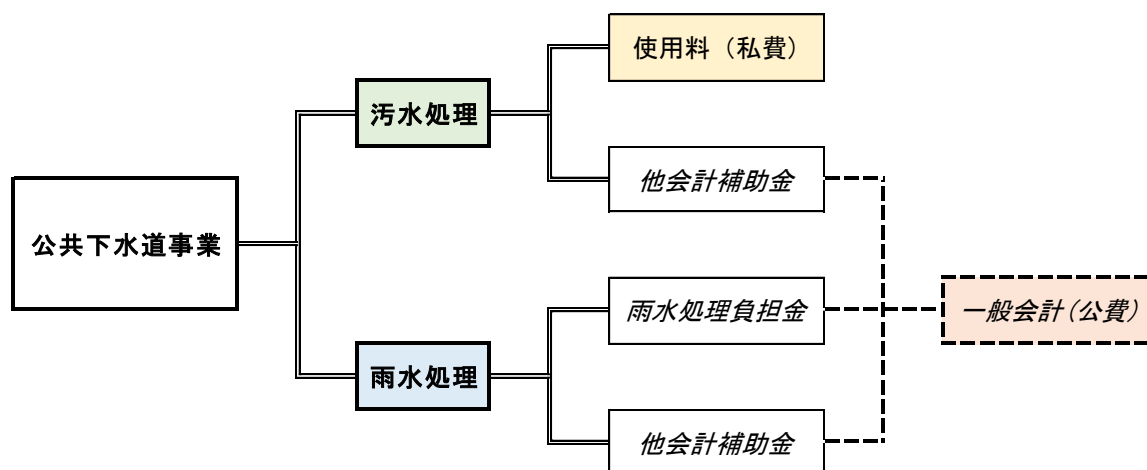 使用料（私費）
汚水処理
他会計補助金
公共下水道事業
雨水処理負担金
一般会計（公費）
雨水処理
他会計補助金